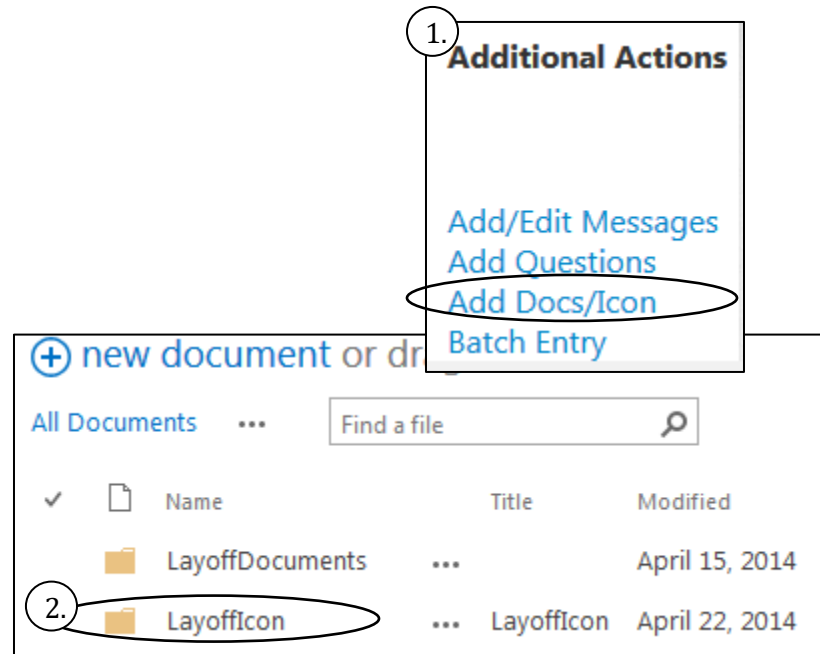 1.
Additional Actions
Add/Edit Messages
Add Questions
Add Docs/Icon
Batch Entry
new document or
All Documents ... Find a file
Name Title Modified
LayoffDocuments ... April 15, 2014
2.
LayoffIcon ... LayoffIcon April 22, 2014